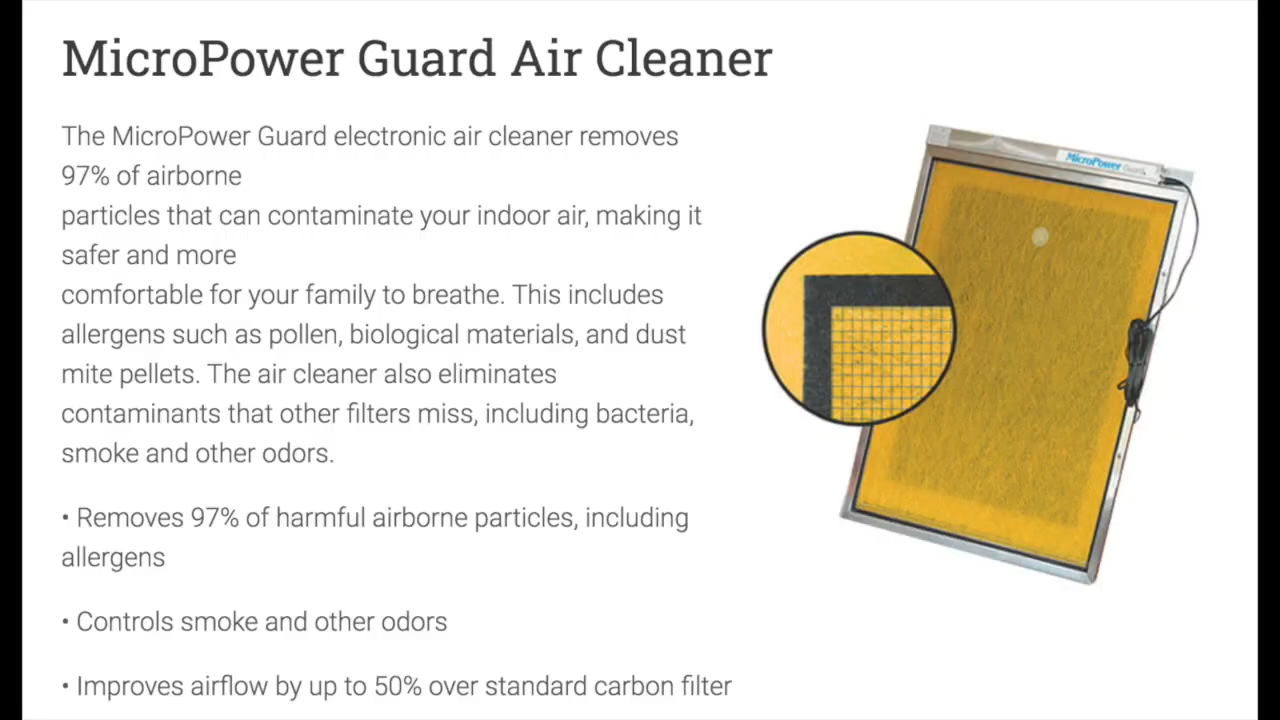 MicroPower Guard Air Cleaner
The MicroPower Guard electronic air cleaner removes
97% of airborne
particles that can contaminate your indoor air, making it
safer and more
comfortable for your family to breathe. This includes
allergens such as pollen, biological materials, and dust
mite pellets. The air cleaner also eliminates
contaminants that other filters miss, including bacteria,
smoke and other odors.
• Removes 97% of harmful airborne particles, including
allergens
• Controls smoke and other odors
• Improves airflow by up to 50% over standard carbon filter
MicroPower Guard